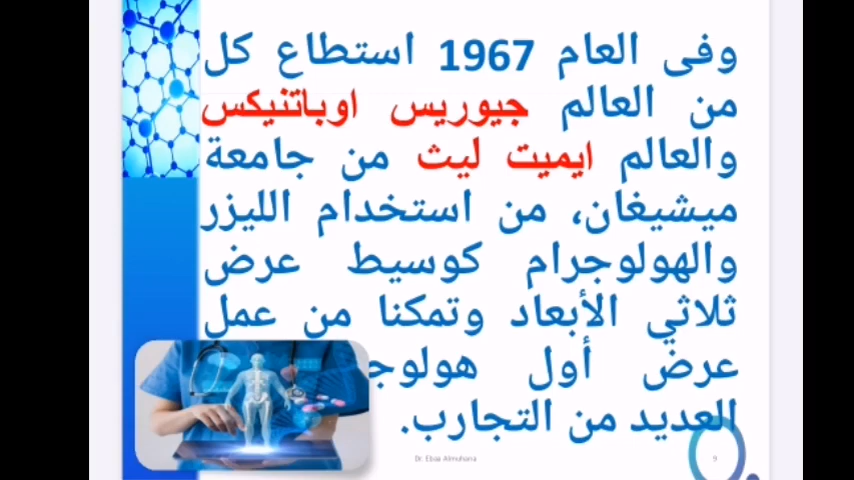 وفى العام 1967 استطاع كل
من العالم جيوريس اوباتنيكس
والعالم ايميت ليث من جامعة
ميشيغان، من استخدام الليزر
والهولوجرام كوسيط عرض
ثلاثي الأبعاد وتمكنا من عمل
عرض أول هولوج
العديد من التجارب.
Dr. Ebaa Almuhana
9